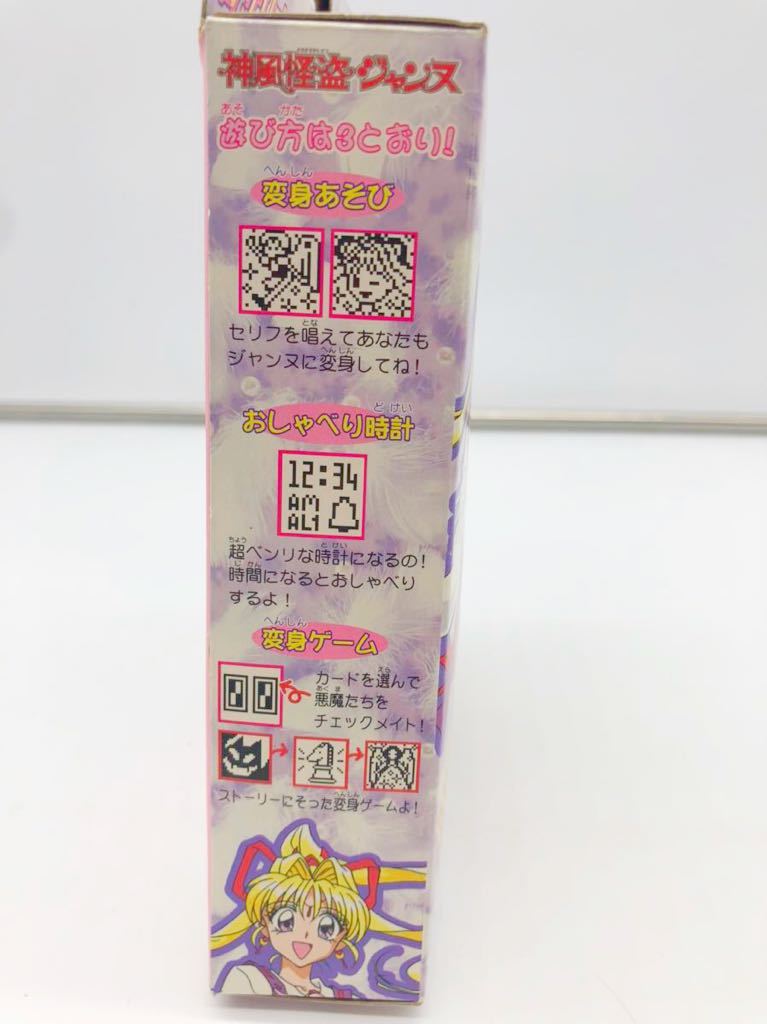 神風怪盗ジャンヌ
遊び方は3とおり!
変身あそび
セリフを唱えてあなたも
ジャンヌに変身してね!
おしゃべり時計
12:34
AM
AL1
超ベンリな時計になるの!
時間になるとおしゃべり
するよ!
変身ゲーム
カードを選んで
悪魔たちを
チェックメイト!
ストーリーにそった変身ゲームよ!